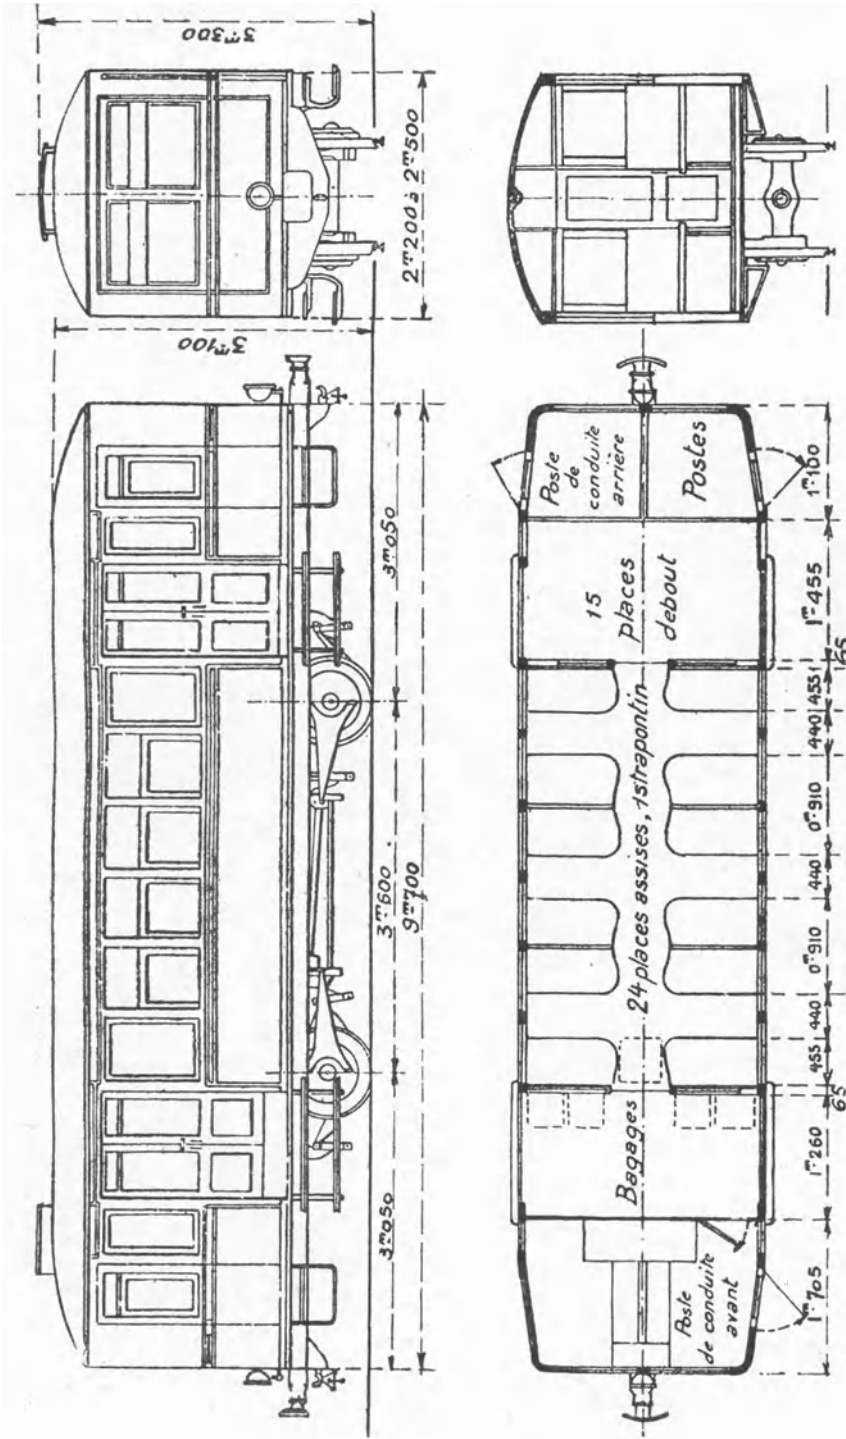 3ᵐ300
2ᵐ200 à 2ᵐ500
3ᵐ100
3ᵐ050
3ᵐ600
9ᵐ700
3ᵐ050
Poste
de
conduite
arrière
Postes
15
places
debout
24 places assises, 1 strapontin
Bagages
Poste
de conduite
avant
1ᵐ100
1ᵐ455
65
455
440
0ᵐ910
440
0ᵐ910
440
455
65
1ᵐ260
1ᵐ705